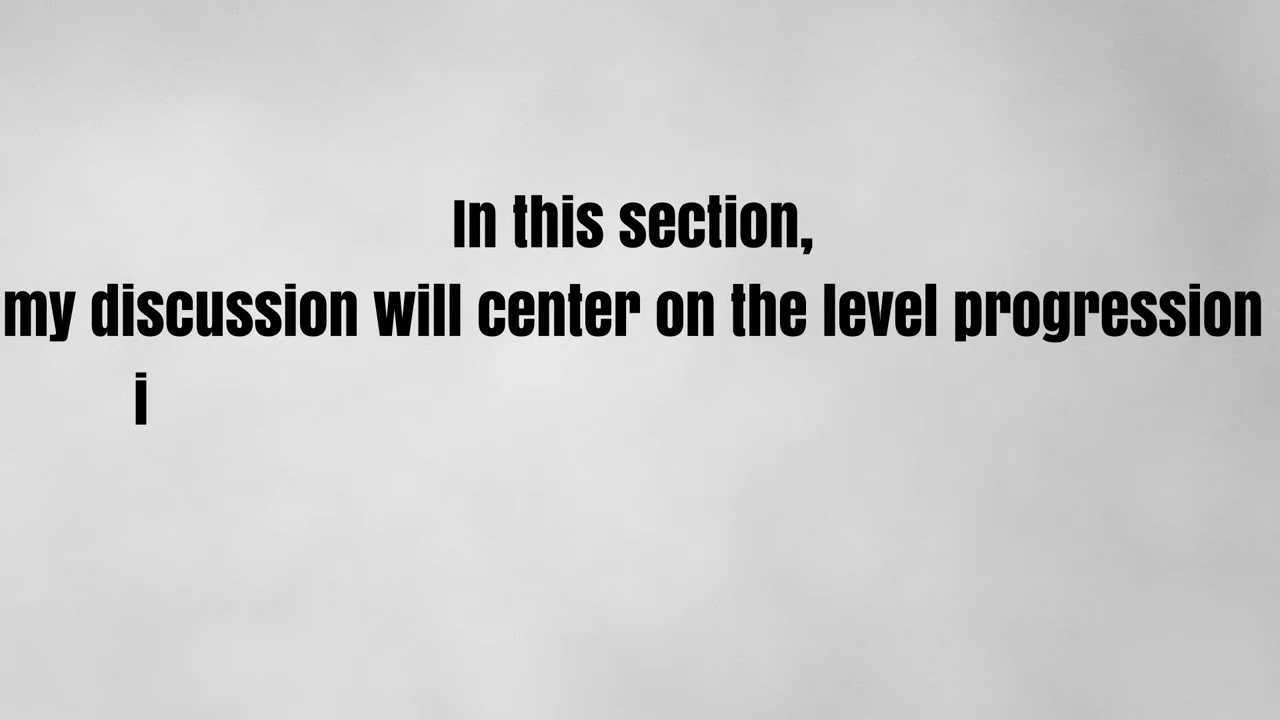 In this section,
my discussion will center on the level progression
i